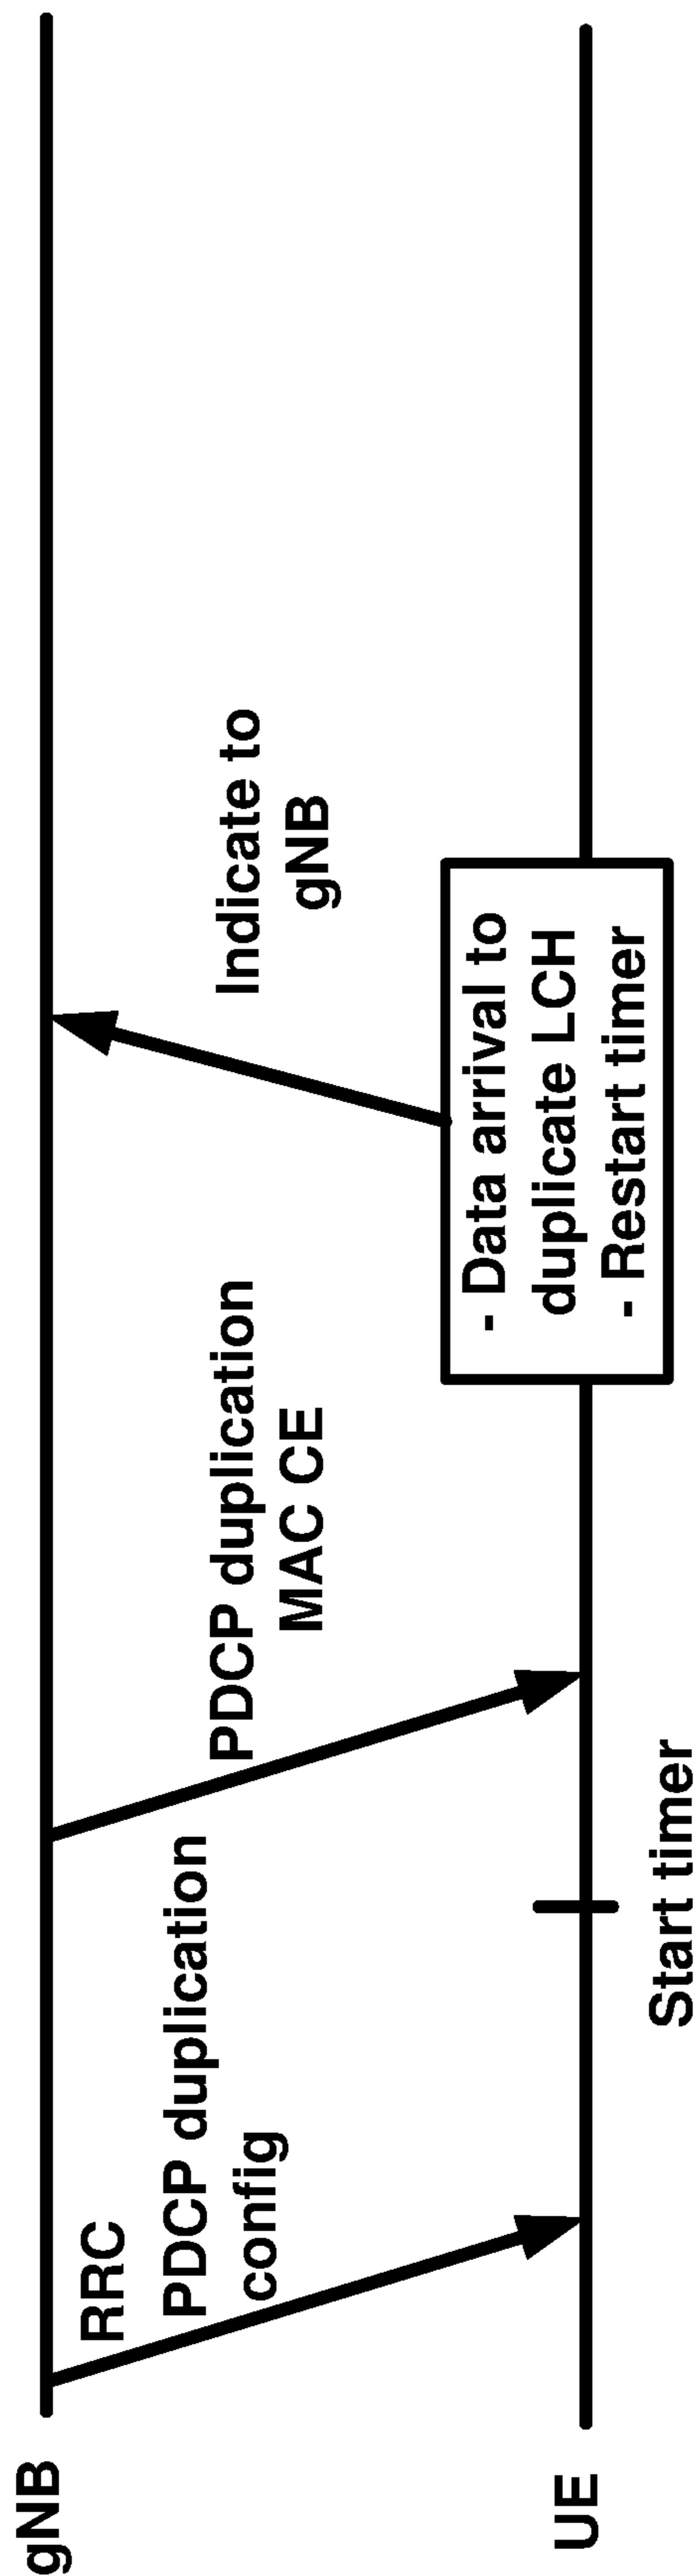 gNB
RRC
PDCP duplication
config
PDCP duplication
MAC CE
Indicate to
gNB
- Data arrival to
duplicate LCH
- Restart timer
UE
Start timer